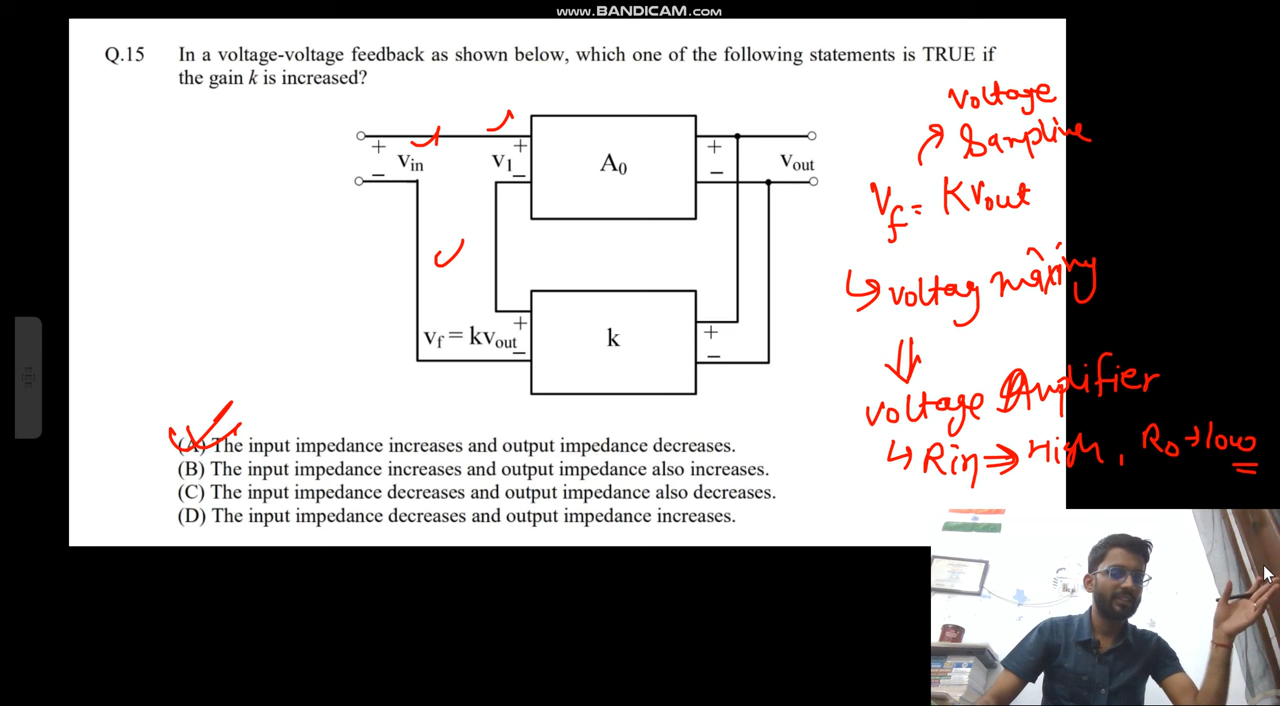 www.BANDICAM.com
Q.15 In a voltage-voltage feedback as shown below, which one of the following statements is TRUE if
the gain k is increased?
+
Vin
−
+
V1
−
A0
+
−
Vout
+
vf = kvout
−
k
+
−
(A) The input impedance increases and output impedance decreases.
(B) The input impedance increases and output impedance also increases.
(C) The input impedance decreases and output impedance also decreases.
(D) The input impedance decreases and output impedance increases.
Voltage
Sampling
Vf = KVout
↳ voltag mixing
⇓
voltage Amplifier
↳ Rin ⇒ High, Ro → low